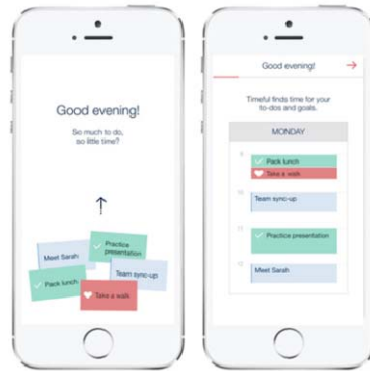 Good evening!
So much to do,
so little time?
Practice
presentation
Meet Sarah
Team sync-up
Pack lunch
Take a walk
Good evening!
Timeful finds time for your
to-dos and goals.
MONDAY
9
Pack lunch
Take a walk
10
Team sync-up
11
Practice presentation
12
Meet Sarah